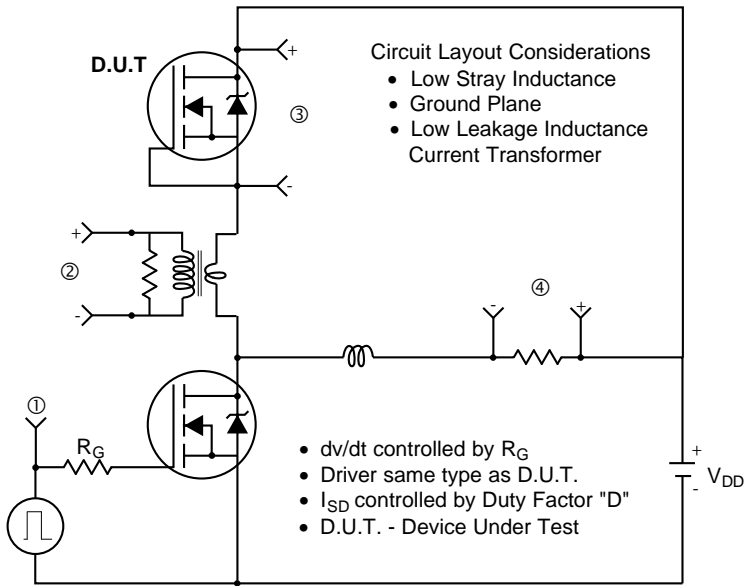 D.U.T
+
③
-
Circuit Layout Considerations
• Low Stray Inductance
• Ground Plane
• Low Leakage Inductance
Current Transformer
+
②
-
-
④
+
①
R_G
• dv/dt controlled by R_G
• Driver same type as D.U.T.
• I_SD controlled by Duty Factor "D"
• D.U.T. - Device Under Test
+
-
V_DD